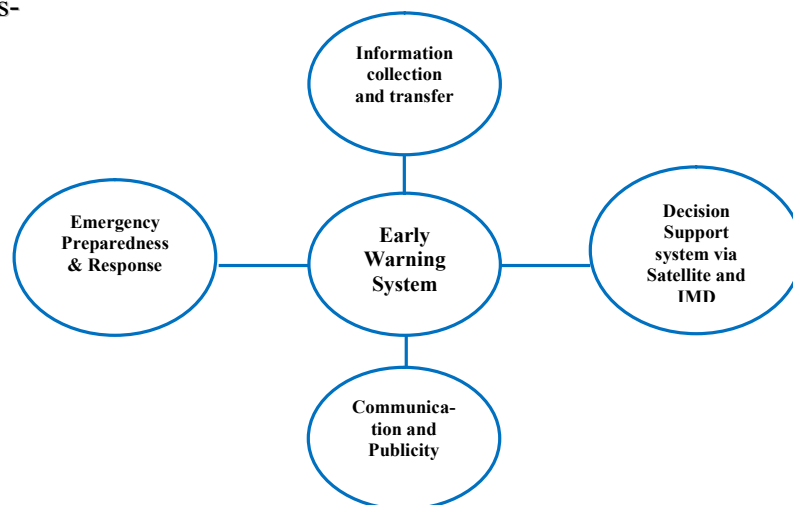 s-
Information
collection
and transfer
Emergency
Preparedness
& Response
Early
Warning
System
Decision
Support
system via
Satellite and
IMD
Communica-
tion and
Publicity